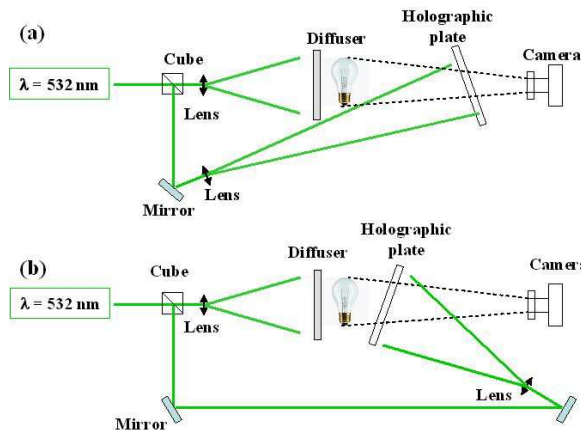 (a)
Holographic
plate
Diffuser
Cube
Camera
λ = 532 nm
Lens
Lens
Mirror
(b)
Holographic
plate
Diffuser
Cube
Camera
λ = 532 nm
Lens
Lens
Mirror